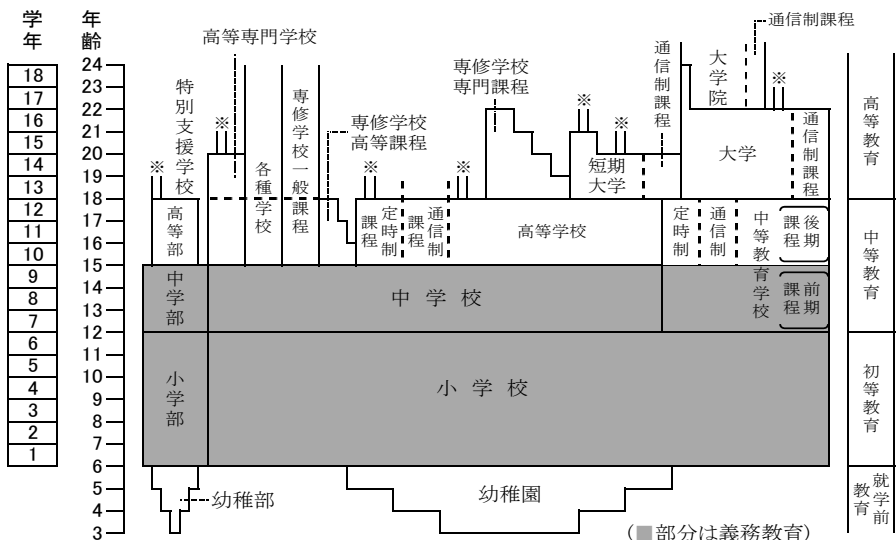 学年
年齢
18
17
16
15
14
13
12
11
10
9
8
7
6
5
4
3
2
1
24
23
22
21
20
19
18
17
16
15
14
13
12
11
10
9
8
7
6
5
4
3
特別支援学校
※
高等部
中学部
小学部
幼稚部
高等専門学校
※
各種学校
専修学校一般課程
専修学校
高等課程
※
定時制
課程
通信制
課程
※
専修学校
専門課程
高等学校
※
※
短期
大学
通信制課程
大学院
通信制課程
※
大学
通信制課程
定時制
通信制
中等教育学校
後期
課程
前期
課程
中学校
小学校
幼稚園
高等教育
中等教育
初等教育
就学前
教育
(■部分は義務教育)